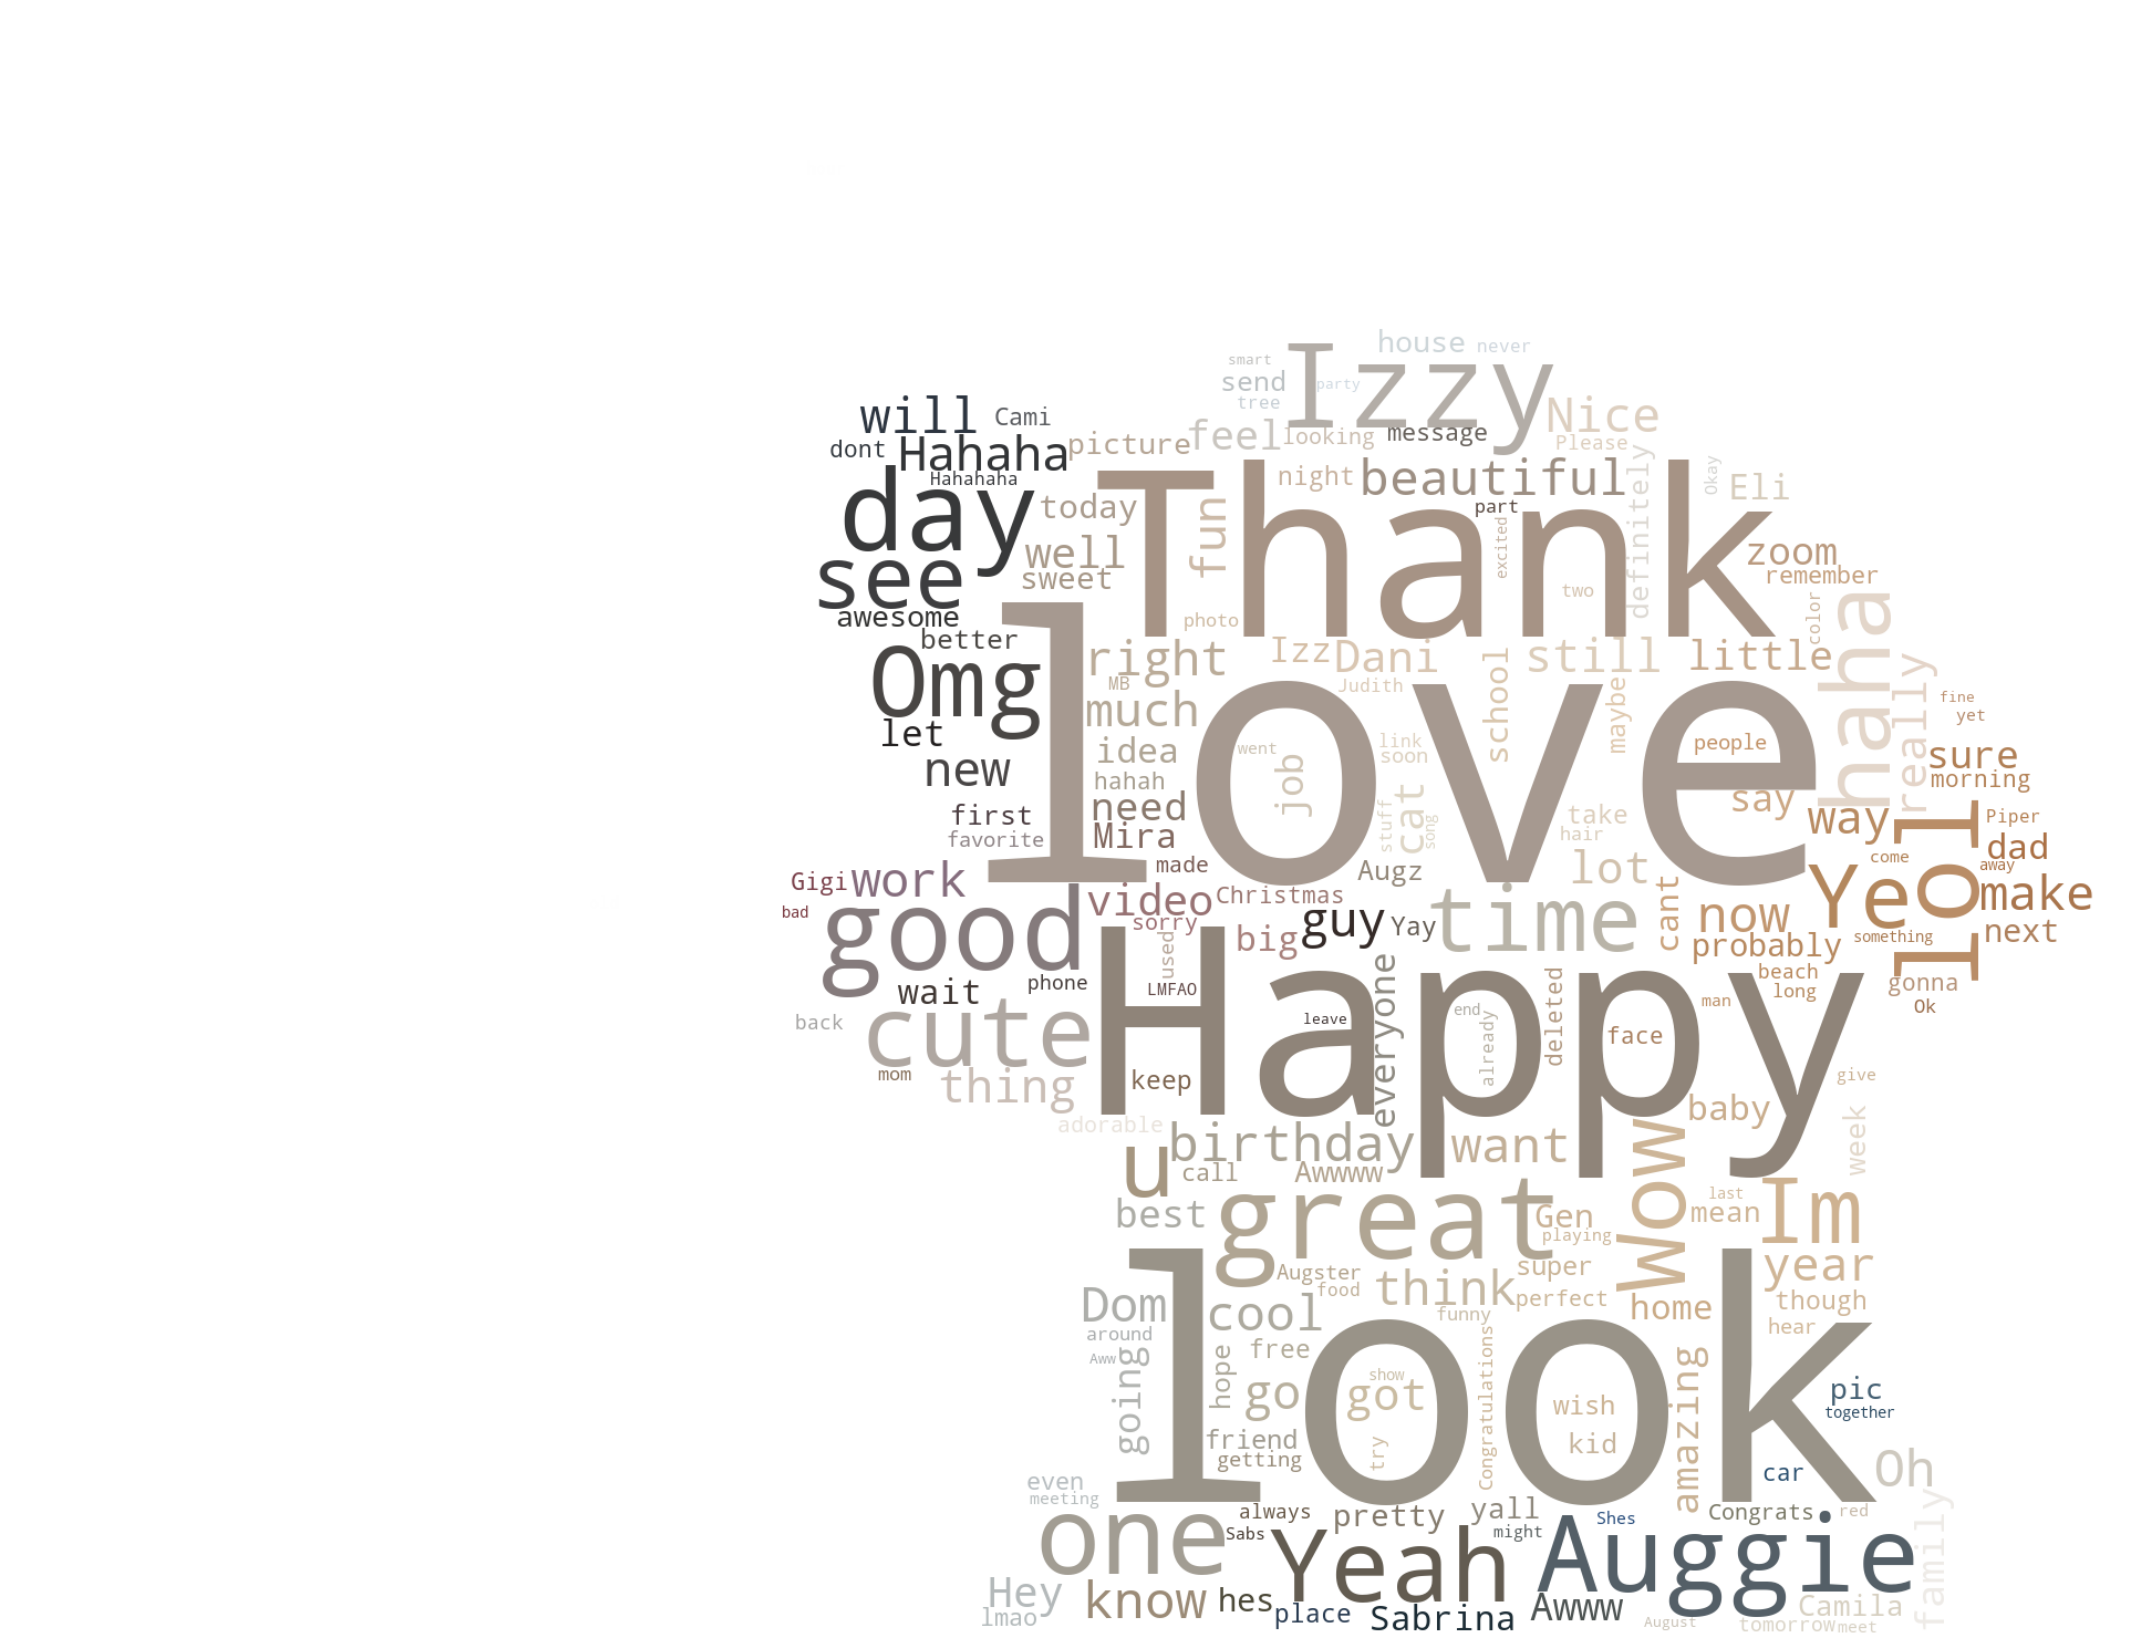 house never
smart
Izzy
send party
tree
will Cami Nice
dont Hahaha picture feel looking message Please
Hahahaha night beautiful definitely Okay Eli
day today Thank fun part
well excited zoom
see sweet two remember
awesome photo color haha
better right Izz Dani still little
Omg MB Judith school maybe really fine
let much love yet
new idea went link soon people sure
hahah job cat morning
first need stuff song take say way Piper
favorite Mira hair lol dad
Gigi work made Augz lot come away
bad good video Christmas time cant now Yes make
sorry big guy Yay probably something next
wait phone used LMFAO Happy beach long gonna
back leave everyone end already deleted face man Ok
cute
mom thing keep baby give
adorable birthday want Wow week
u call Awwww
best great Gen last mean Im
playing
Augster think super year
Dom food perfect home though
cool funny hear
around free
Aww going hope go show got Congratulations look wish amazing pic
together
friend try kid
getting car Oh
even
meeting
always pretty yall Congrats red
one Sabs Yeah might Shes Auggie family
Hey know hes place Sabrina Awww Camila
lmao August tomorrow meet